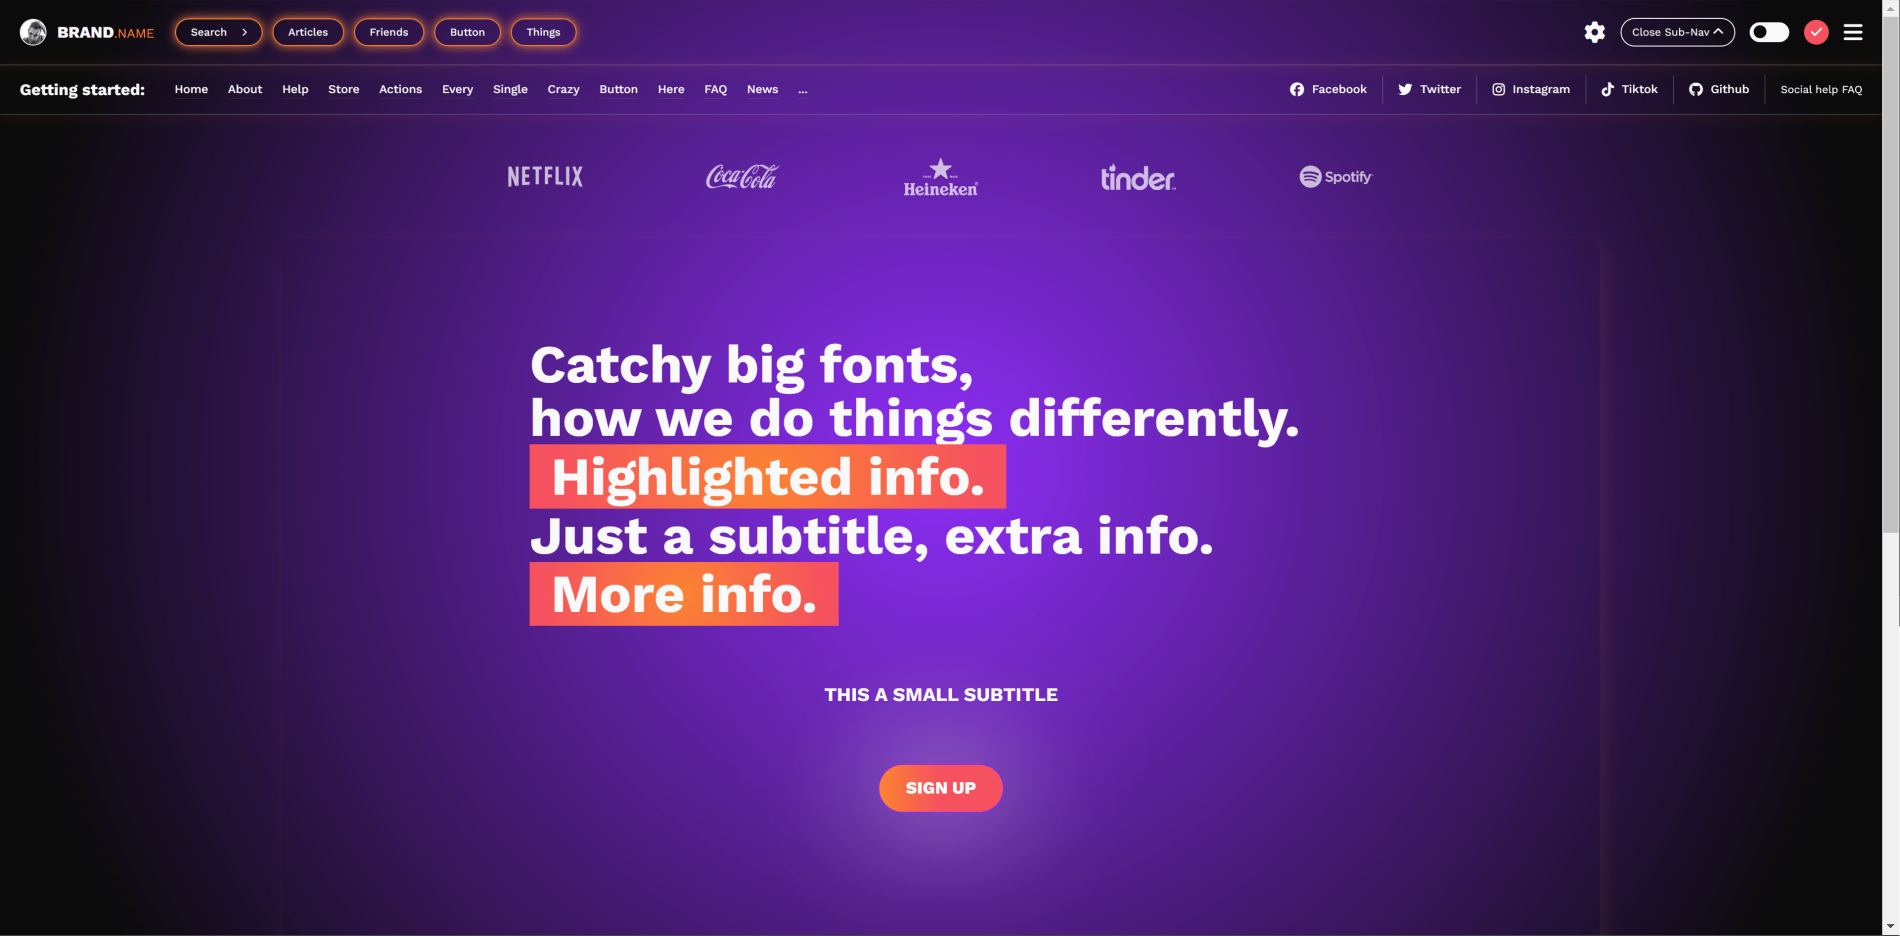 BRAND.NAME Search Articles Friends Button Things Close Sub-Nav
Getting started: Home About Help Store Actions Every Single Crazy Button Here FAQ News ... Facebook Twitter Instagram Tiktok Github Social help FAQ
NETFLIX Coca-Cola Heineken tinder Spotify
Catchy big fonts,
how we do things differently.
Highlighted info.
Just a subtitle, extra info.
More info.
THIS A SMALL SUBTITLE
SIGN UP